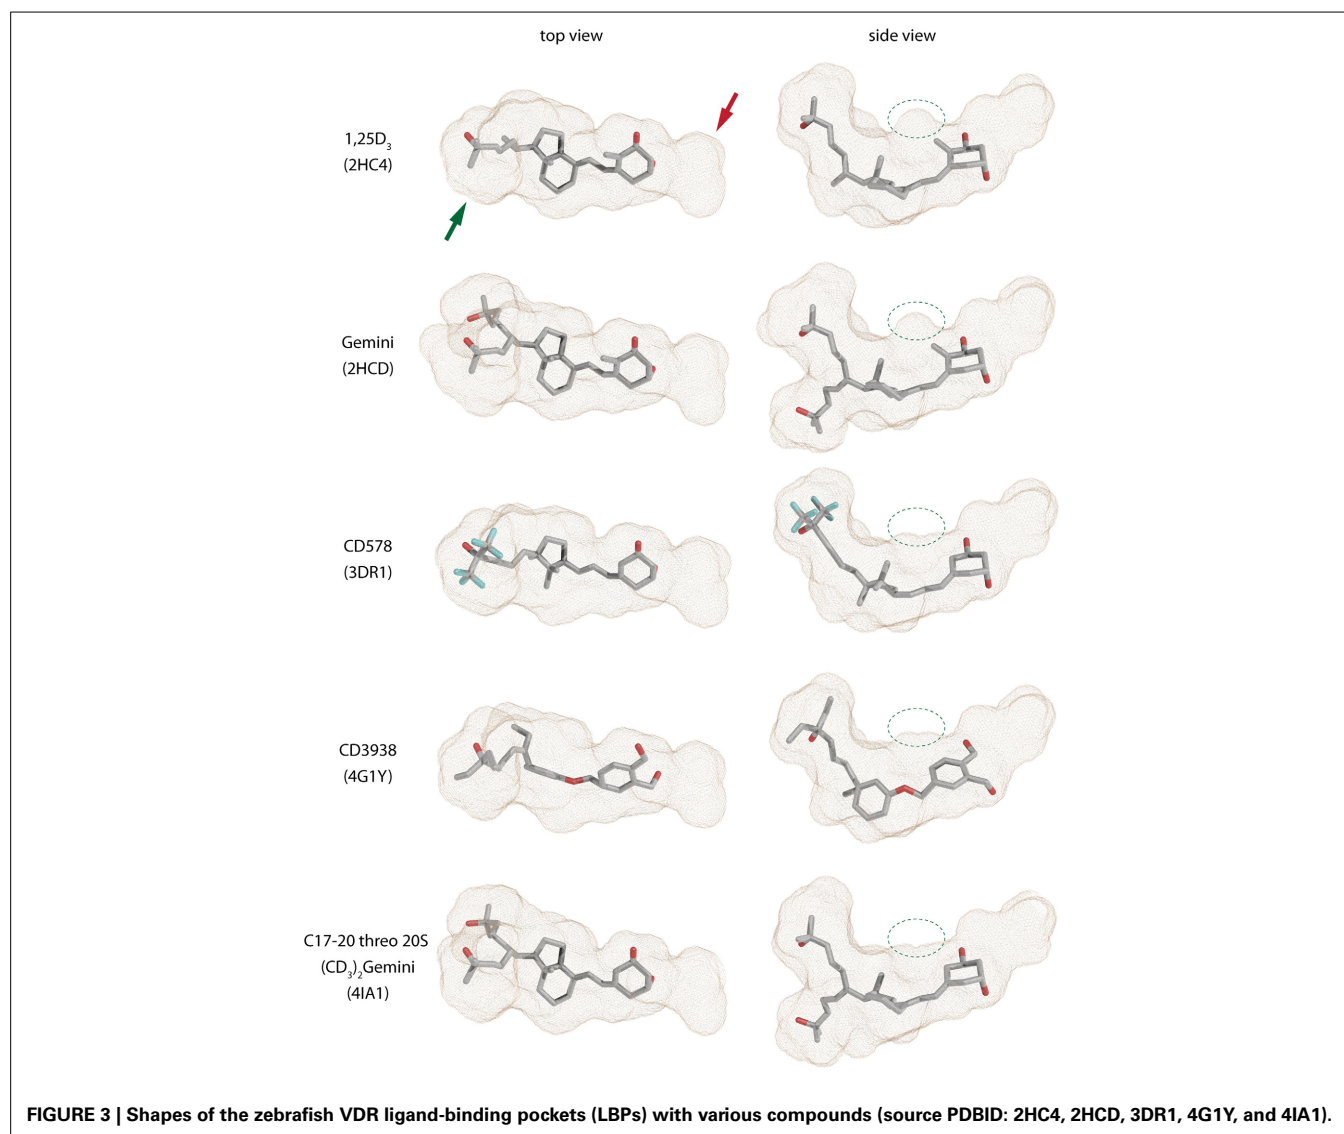 top view
side view
1,25D3
(2HC4)
Gemini
(2HCD)
CD578
(3DR1)
CD3938
(4G1Y)
C17-20 threo 20S
(CD3)2Gemini
(4IA1)
FIGURE 3 | Shapes of the zebrafish VDR ligand-binding pockets (LBPs) with various compounds (source PDBID: 2HC4, 2HCD, 3DR1, 4G1Y, and 4IA1).